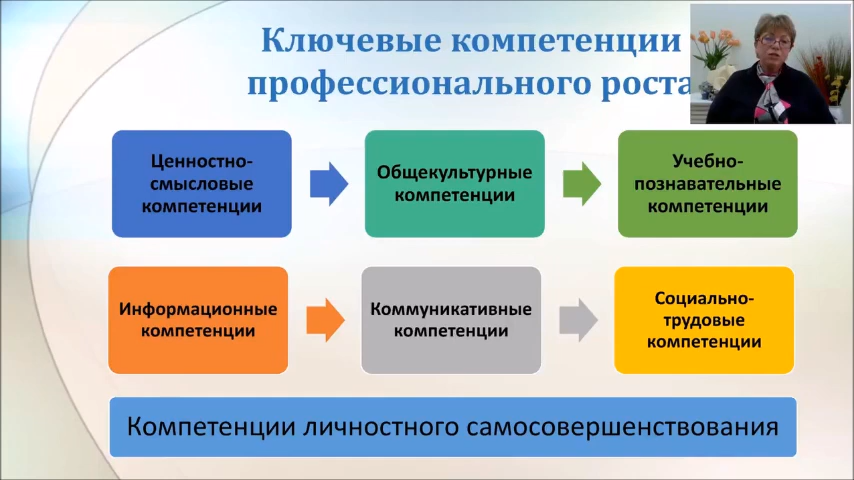 Ключевые компетенции
профессионального роста
Ценностно-
смысловые
компетенции
Общекультурные
компетенции
Учебно-
познавательные
компетенции
Информационные
компетенции
Коммуникативные
компетенции
Социально-
трудовые
компетенции
Компетенции личностного самосовершенствования